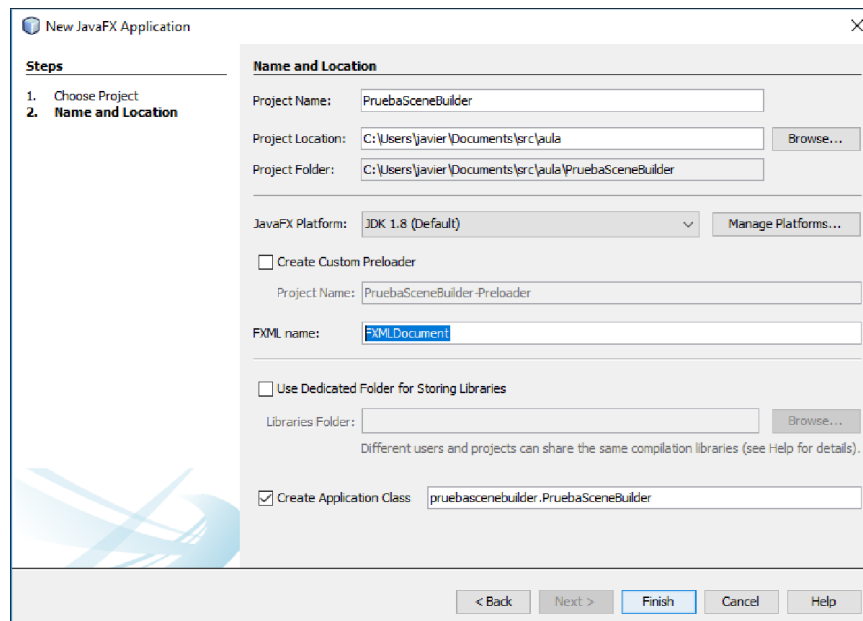 New JavaFX Application
Steps
1. Choose Project
2. Name and Location
Name and Location
Project Name: PruebaSceneBuilder
Project Location: C:\Users\javier\Documents\src\aula Browse...
Project Folder: C:\Users\javier\Documents\src\aula\PruebaSceneBuilder
JavaFX Platform: JDK 1.8 (Default) Manage Platforms...
Create Custom Preloader
Project Name: PruebaSceneBuilder-Preloader
FXML name: FXMLDocument
Use Dedicated Folder for Storing Libraries
Libraries Folder: Browse...
Different users and projects can share the same compilation libraries (see Help for details).
Create Application Class pruebascenebuilder.PruebaSceneBuilder
< Back Next > Finish Cancel Help